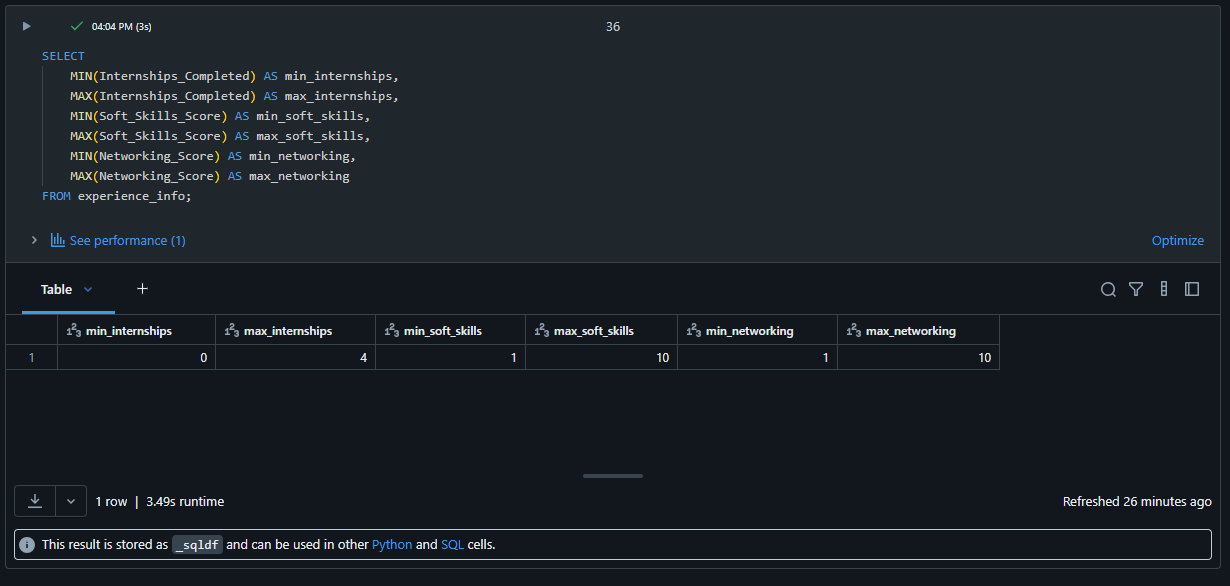 04:04 PM (3s)
36
SELECT
MIN(Internships_Completed) AS min_internships,
MAX(Internships_Completed) AS max_internships,
MIN(Soft_Skills_Score) AS min_soft_skills,
MAX(Soft_Skills_Score) AS max_soft_skills,
MIN(Networking_Score) AS min_networking,
MAX(Networking_Score) AS max_networking
FROM experience_info;
See performance (1)
Optimize
Table
+
123 min_internships 123 max_internships 123 min_soft_skills 123 max_soft_skills 123 min_networking 123 max_networking
1 0 4 1 10 1 10
1 row | 3.49s runtime
Refreshed 26 minutes ago
This result is stored as _sqldf and can be used in other Python and SQL cells.